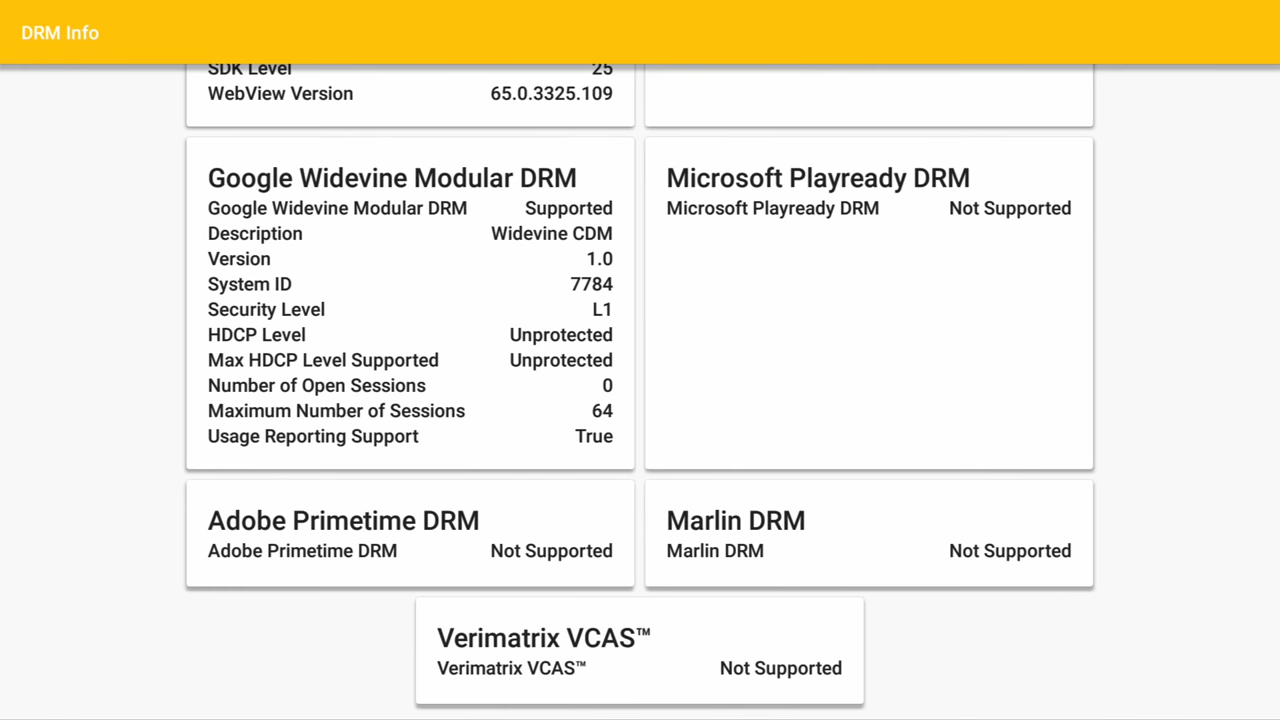 DRM Info
SDK Level 25
WebView Version 65.0.3325.109
Google Widevine Modular DRM
Google Widevine Modular DRM Supported
Description Widevine CDM
Version 1.0
System ID 7784
Security Level L1
HDCP Level Unprotected
Max HDCP Level Supported Unprotected
Number of Open Sessions 0
Maximum Number of Sessions 64
Usage Reporting Support True
Microsoft Playready DRM
Microsoft Playready DRM Not Supported
Adobe Primetime DRM
Adobe Primetime DRM Not Supported
Marlin DRM
Marlin DRM Not Supported
Verimatrix VCAS™
Verimatrix VCAS™ Not Supported